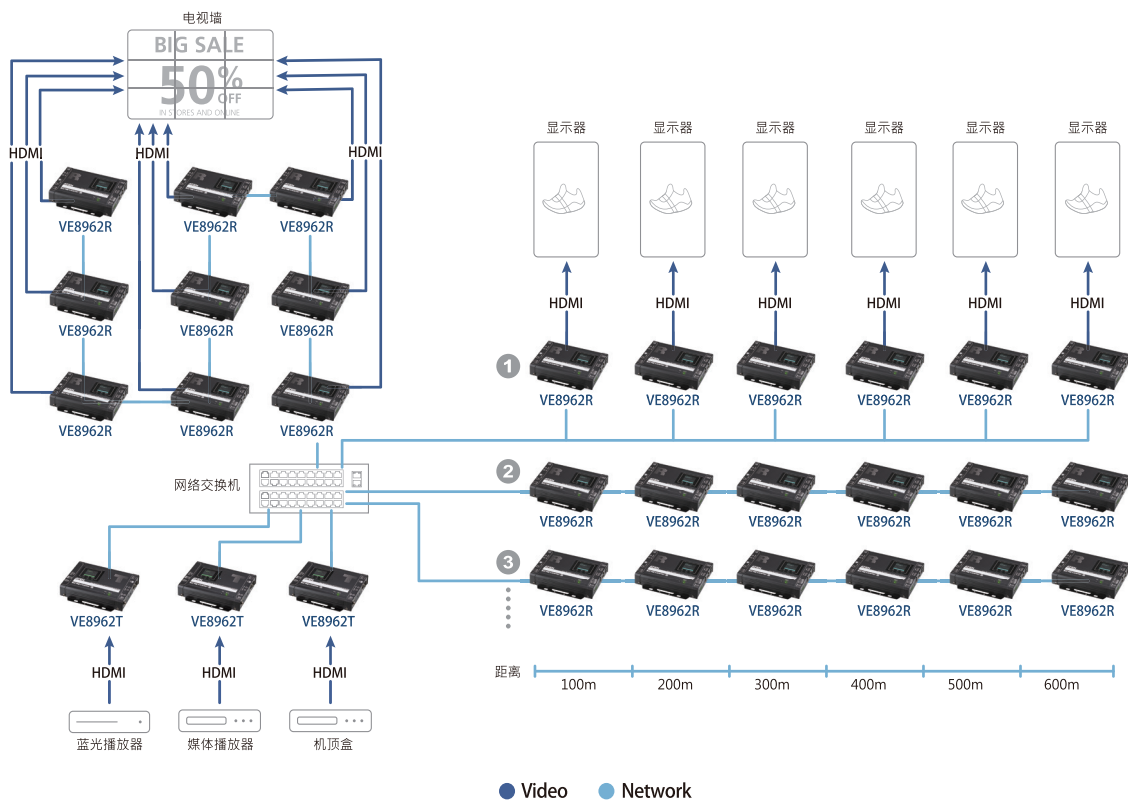 电视墙
BIG SALE
50%
OFF
IN STORES AND ONLINE
HDMI HDMI HDMI
VE8962R VE8962R VE8962R
VE8962R VE8962R VE8962R
VE8962R VE8962R VE8962R
网络交换机
VE8962T VE8962T VE8962T
HDMI HDMI HDMI
蓝光播放器 媒体播放器 机顶盒
显示器 显示器 显示器 显示器 显示器 显示器
HDMI HDMI HDMI HDMI HDMI HDMI
1
VE8962R VE8962R VE8962R VE8962R VE8962R VE8962R
2
VE8962R VE8962R VE8962R VE8962R VE8962R VE8962R
3
VE8962R VE8962R VE8962R VE8962R VE8962R VE8962R
距离
100m 200m 300m 400m 500m 600m
Video Network